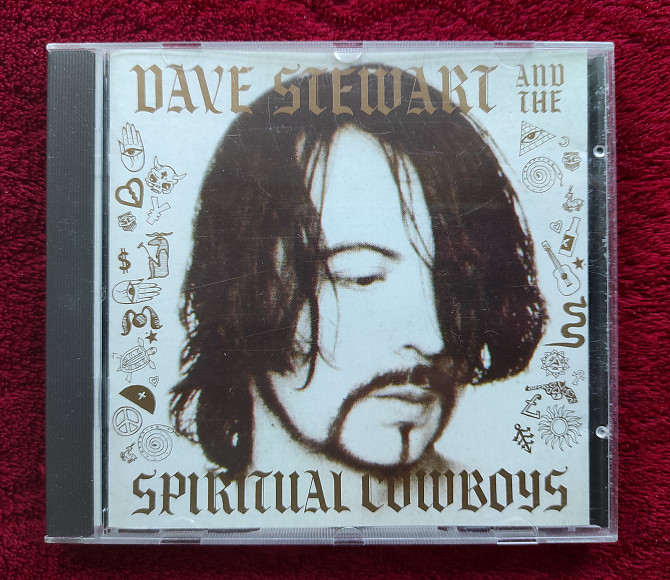 DAVE STEWART AND
THE
SPIRITUAL COWBOYS
$